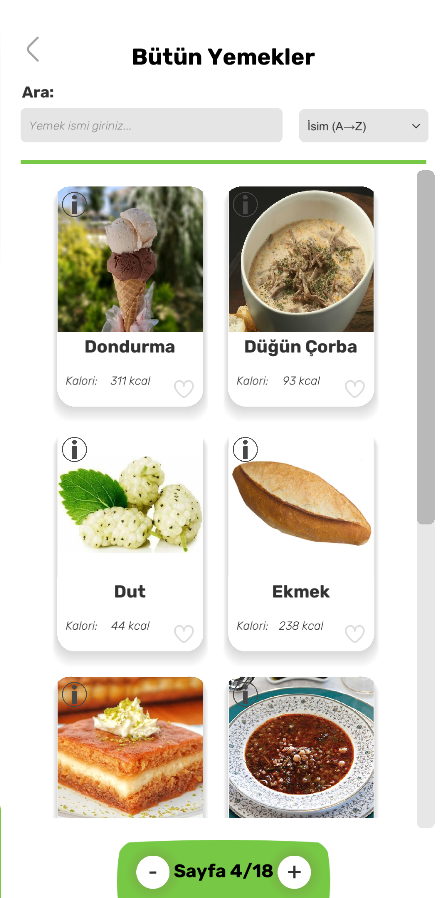 Bütün Yemekler
Ara:
Yemek ismi giriniz...
İsim (A→Z)
Dondurma
Düğün Çorba
Kalori: 311 kcal
Kalori: 93 kcal
Dut
Ekmek
Kalori: 44 kcal
Kalori: 238 kcal
- Sayfa 4/18 +